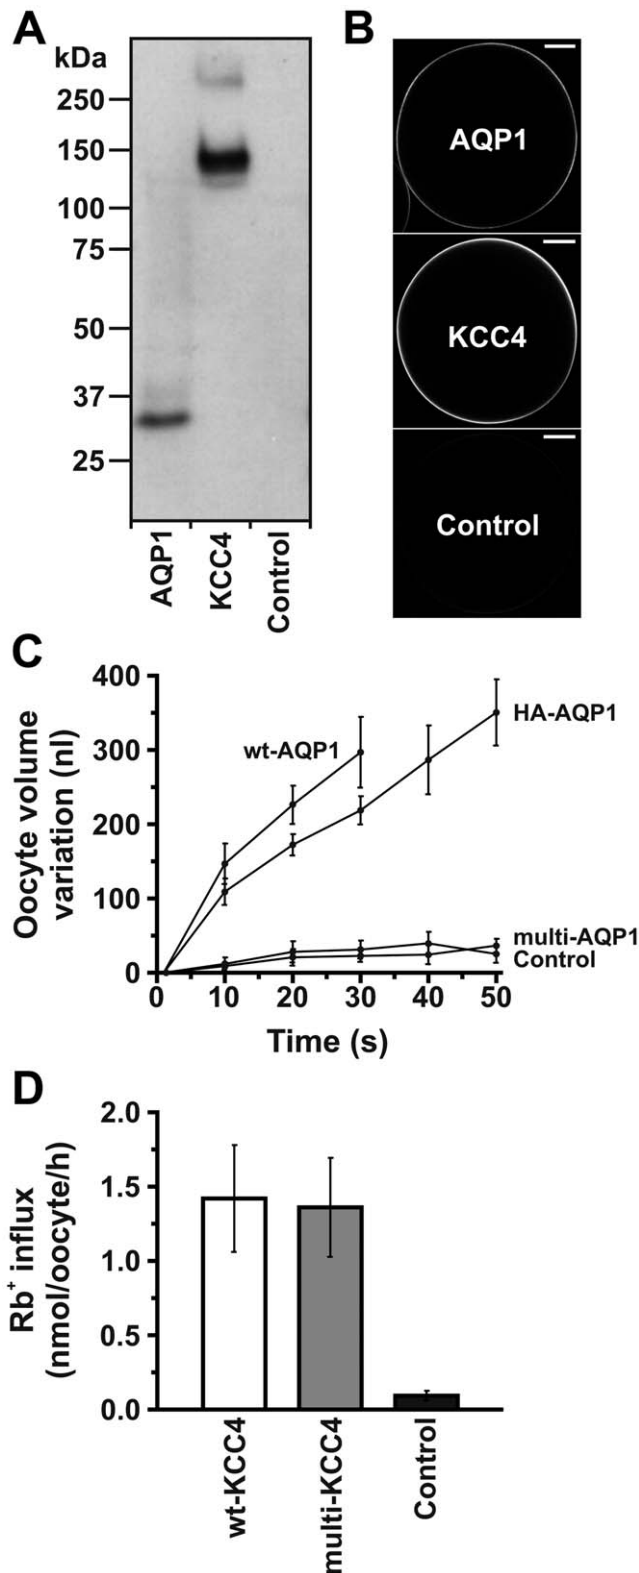 A
kDa
250
150
100
75
50
37
25
AQP1
KCC4
Control
B
AQP1
KCC4
Control
C
Oocyte volume
variation (nl)
400
300
200
100
0
wt-AQP1
HA-AQP1
multi-AQP1
Control
0
10
20
30
40
50
Time (s)
D
Rb⁺ influx
(nmol/oocyte/h)
2.0
1.5
1.0
0.5
0.0
wt-KCC4
multi-KCC4
Control